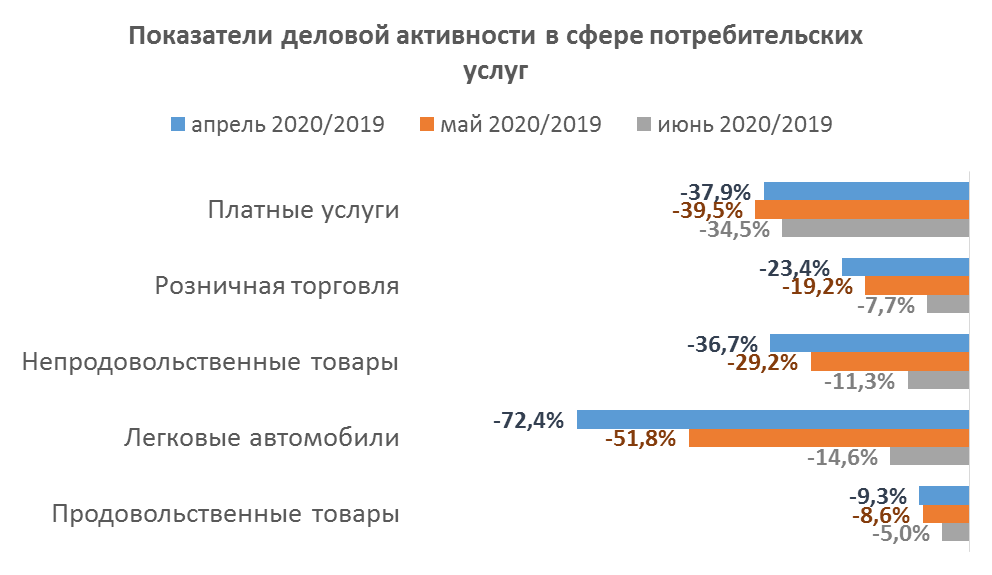 Показатели деловой активности в сфере потребительских
услуг
апрель 2020/2019 май 2020/2019 июнь 2020/2019
Платные услуги
-37,9%
-39,5%
-34,5%
Розничная торговля
-23,4%
-19,2%
-7,7%
Непродовольственные товары
-36,7%
-29,2%
-11,3%
Легковые автомобили
-72,4%
-51,8%
-14,6%
Продовольственные товары
-9,3%
-8,6%
-5,0%